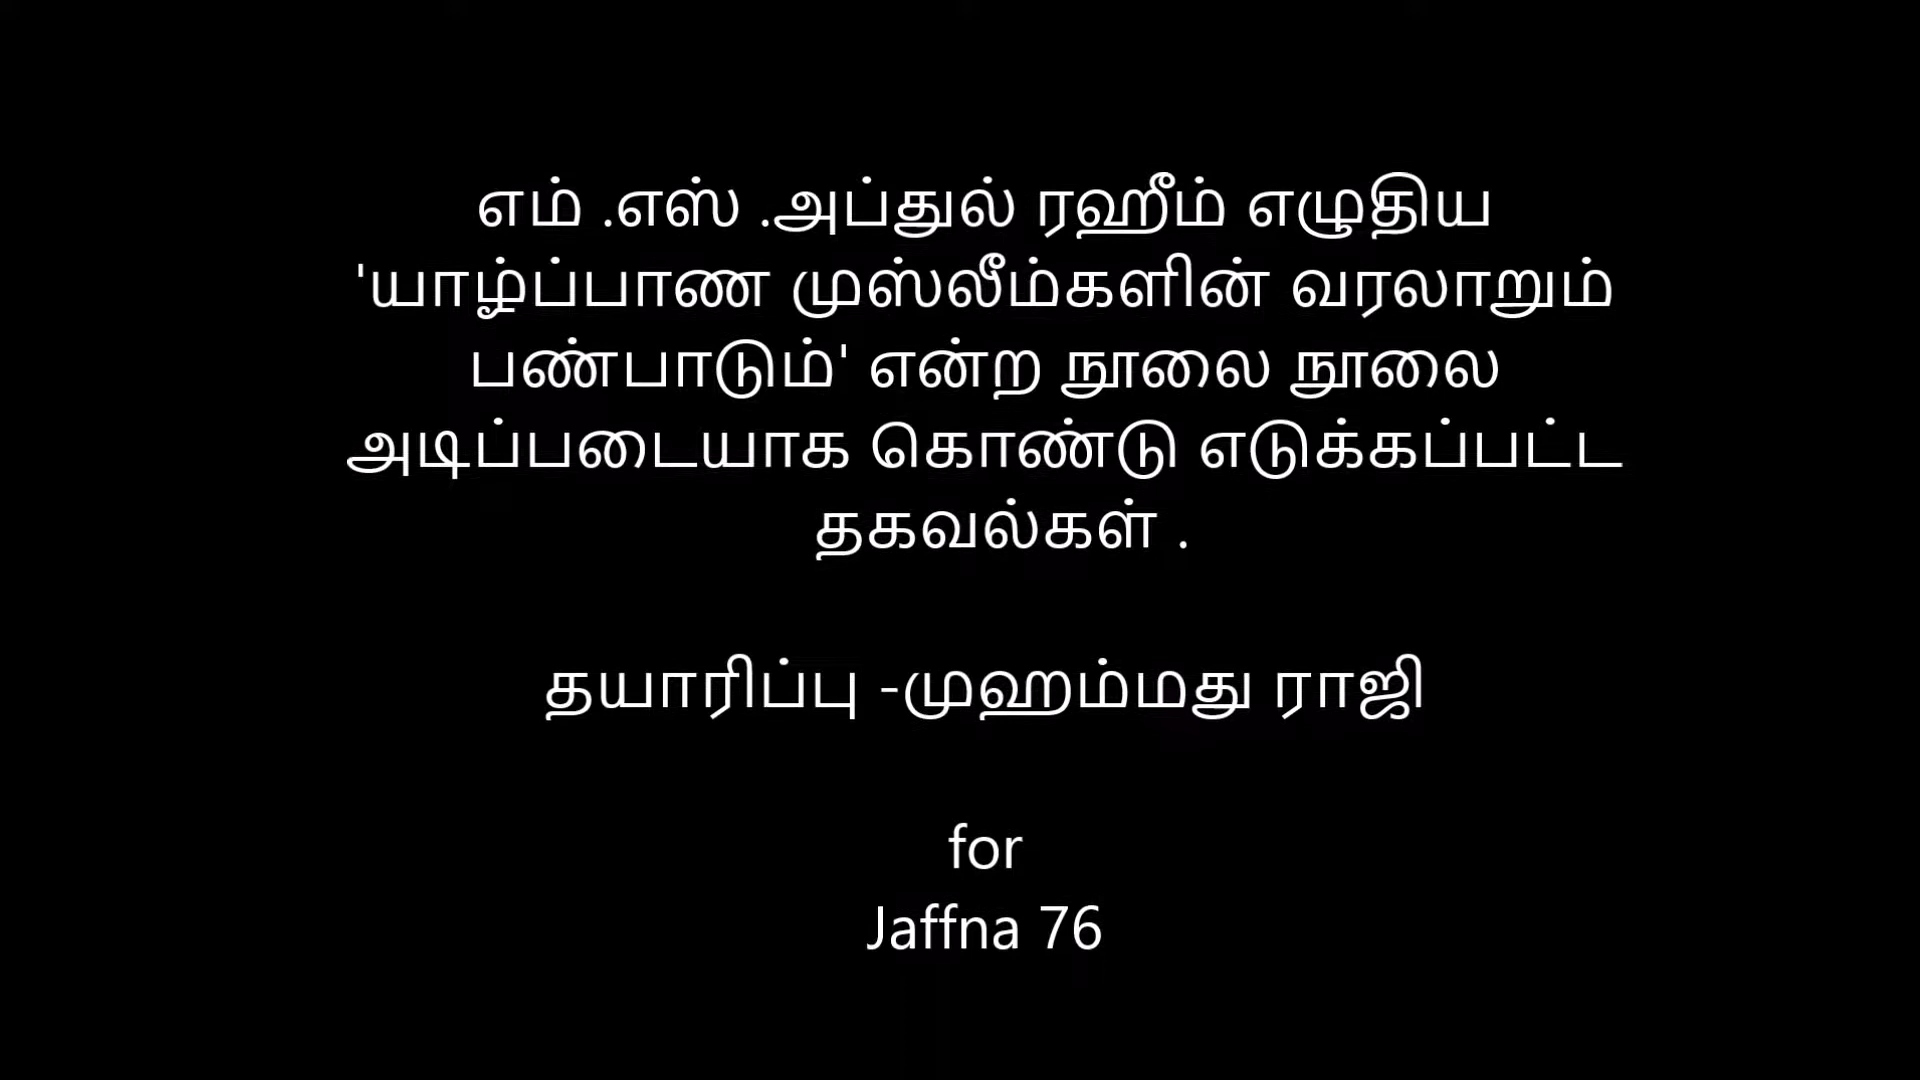 எம் .எஸ் .அப்துல் ரஹீம் எழுதிய
'யாழ்ப்பாண முஸ்லீம்களின் வரலாறும்
பண்பாடும்' என்ற நூலை நூலை
அடிப்படையாக கொண்டு எடுக்கப்பட்ட
தகவல்கள் .
தயாரிப்பு -முஹம்மது ராஜி
for
Jaffna 76